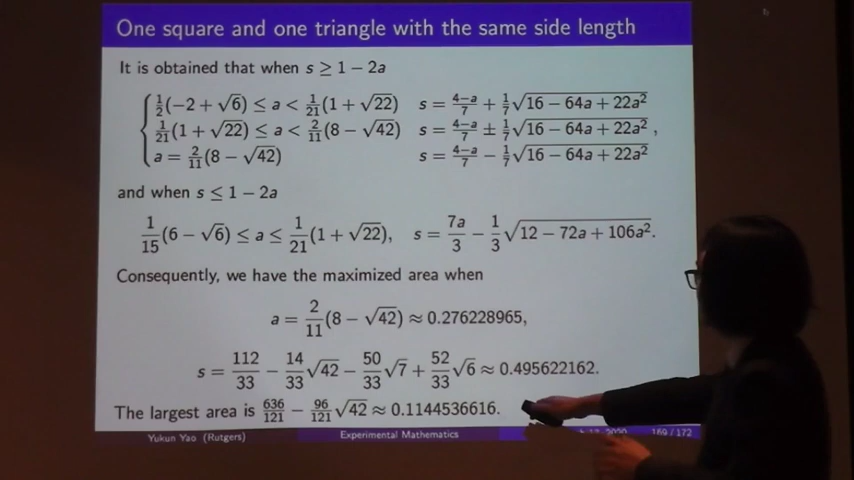 One square and one triangle with the same side length
It is obtained that when s ≥ 1 − 2a
½(−2 + √6) ≤ a < 1/21(1 + √22) s = (4−a)/7 + 1/7√(16 − 64a + 22a²)
1/21(1 + √22) ≤ a < 2/11(8 − √42) s = (4−a)/7 ± 1/7√(16 − 64a + 22a²) ,
a = 2/11(8 − √42) s = (4−a)/7 − 1/7√(16 − 64a + 22a²)
and when s ≤ 1 − 2a
1/15(6 − √6) ≤ a ≤ 1/21(1 + √22), s = 7a/3 − 1/3√(12 − 72a + 106a²).
Consequently, we have the maximized area when
a = 2/11(8 − √42) ≈ 0.276228965,
s = 112/33 − 14/33√42 − 50/33√7 + 52/33√6 ≈ 0.495622162.
The largest area is 636/121 − 96/121√42 ≈ 0.1144536616.
Yukun Yao (Rutgers) Experimental Mathematics 2020 169 / 172